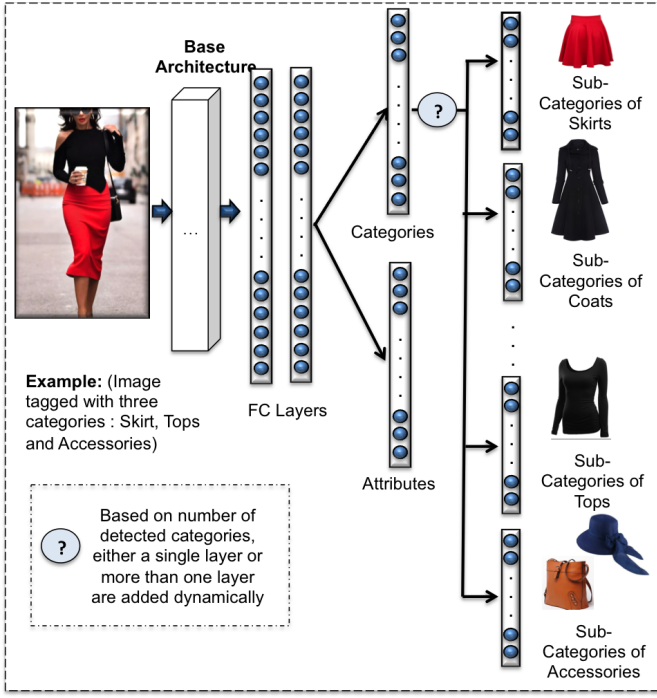 Base
Architecture
...
FC Layers
Categories
?
Attributes
Sub-
Categories of
Skirts
Sub-
Categories of
Coats
Sub-
Categories of
Tops
Sub-
Categories of
Accessories
Example: (Image
tagged with three
categories : Skirt, Tops
and Accessories)
?
Based on number of
detected categories,
either a single layer or
more than one layer
are added dynamically